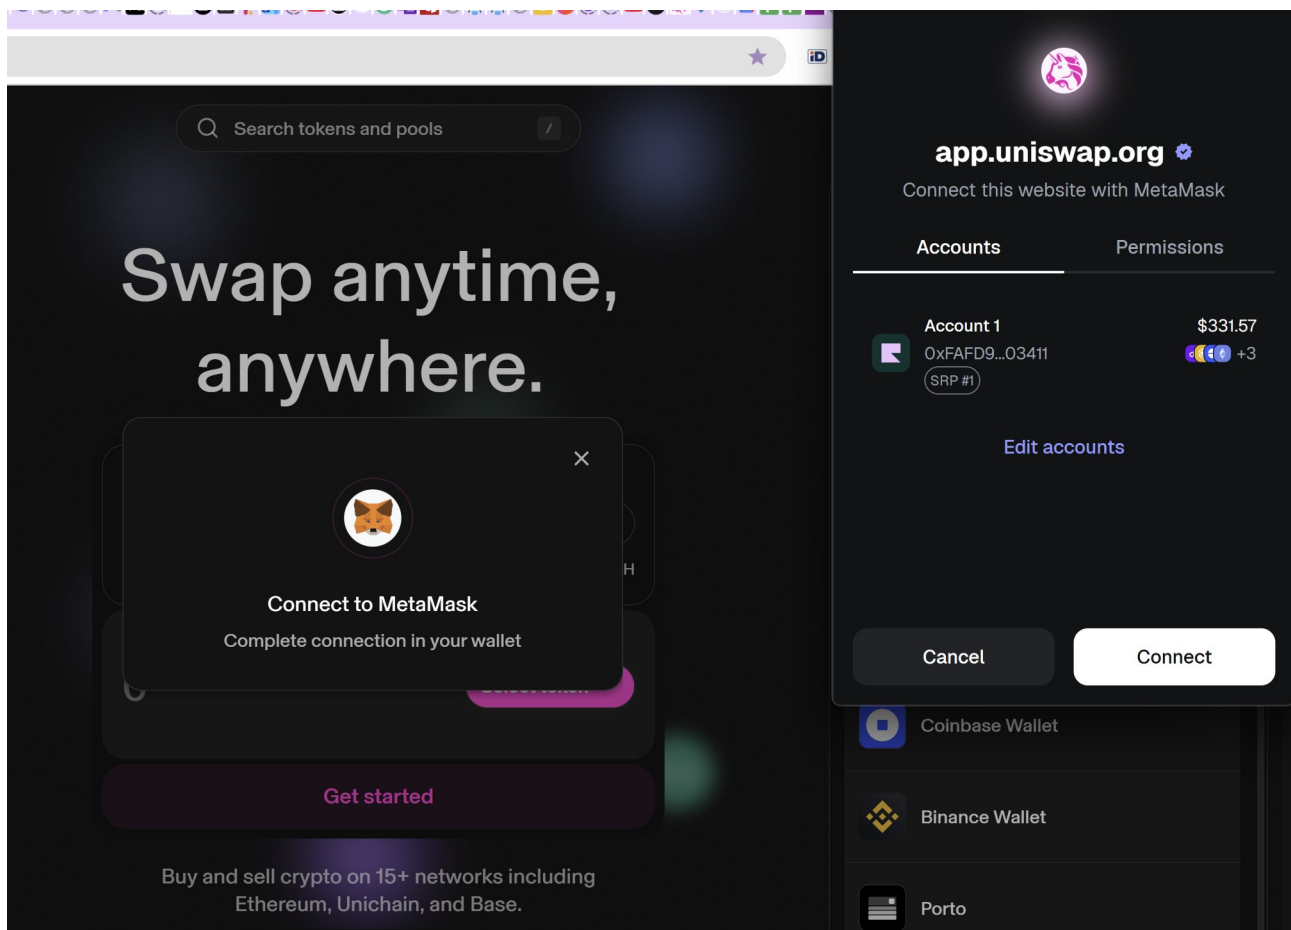 iD
Search tokens and pools
/
Swap anytime,
anywhere.
H
Connect to MetaMask
Complete connection in your wallet
Get started
Buy and sell crypto on 15+ networks including
Ethereum, Unichain, and Base.
app.uniswap.org
Connect this website with MetaMask
Accounts
Permissions
Account 1
$331.57
0xFAFD9...03411
+3
SRP #1
Edit accounts
Cancel
Connect
Coinbase Wallet
Binance Wallet
Porto